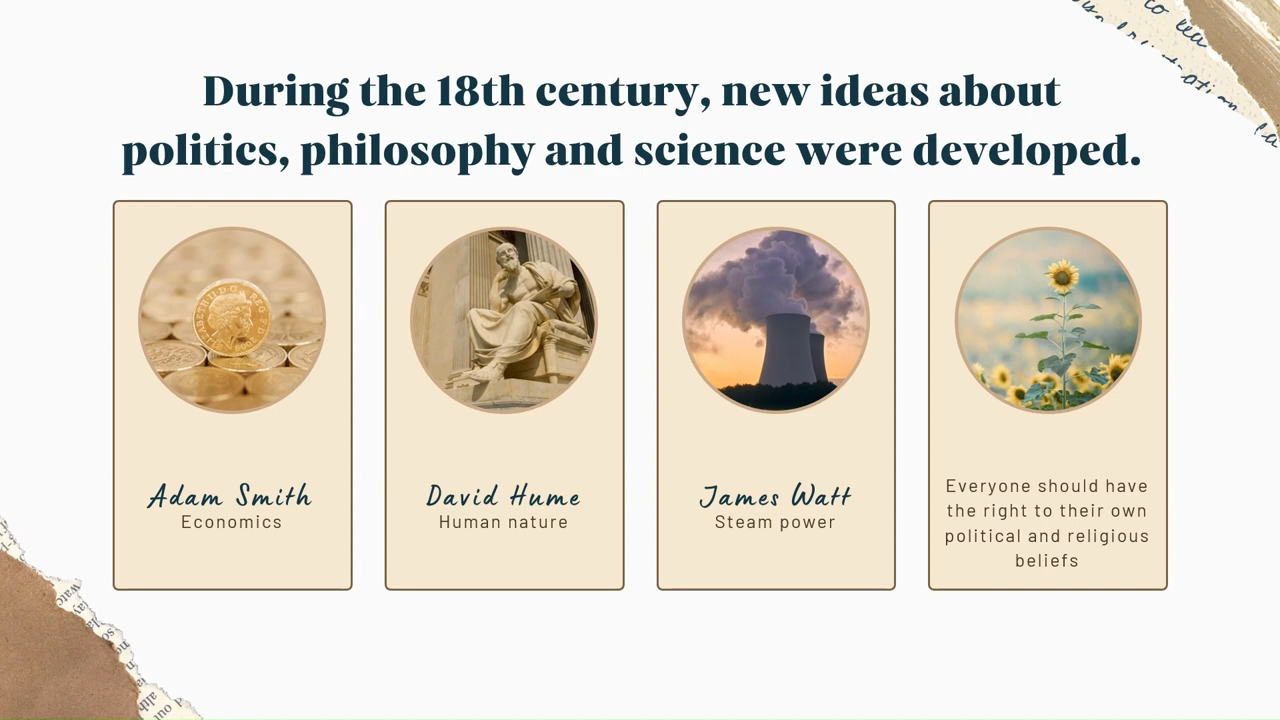 During the 18th century, new ideas about
politics, philosophy and science were developed.
Adam Smith
Economics
David Hume
Human nature
James Watt
Steam power
Everyone should have
the right to their own
political and religious
beliefs